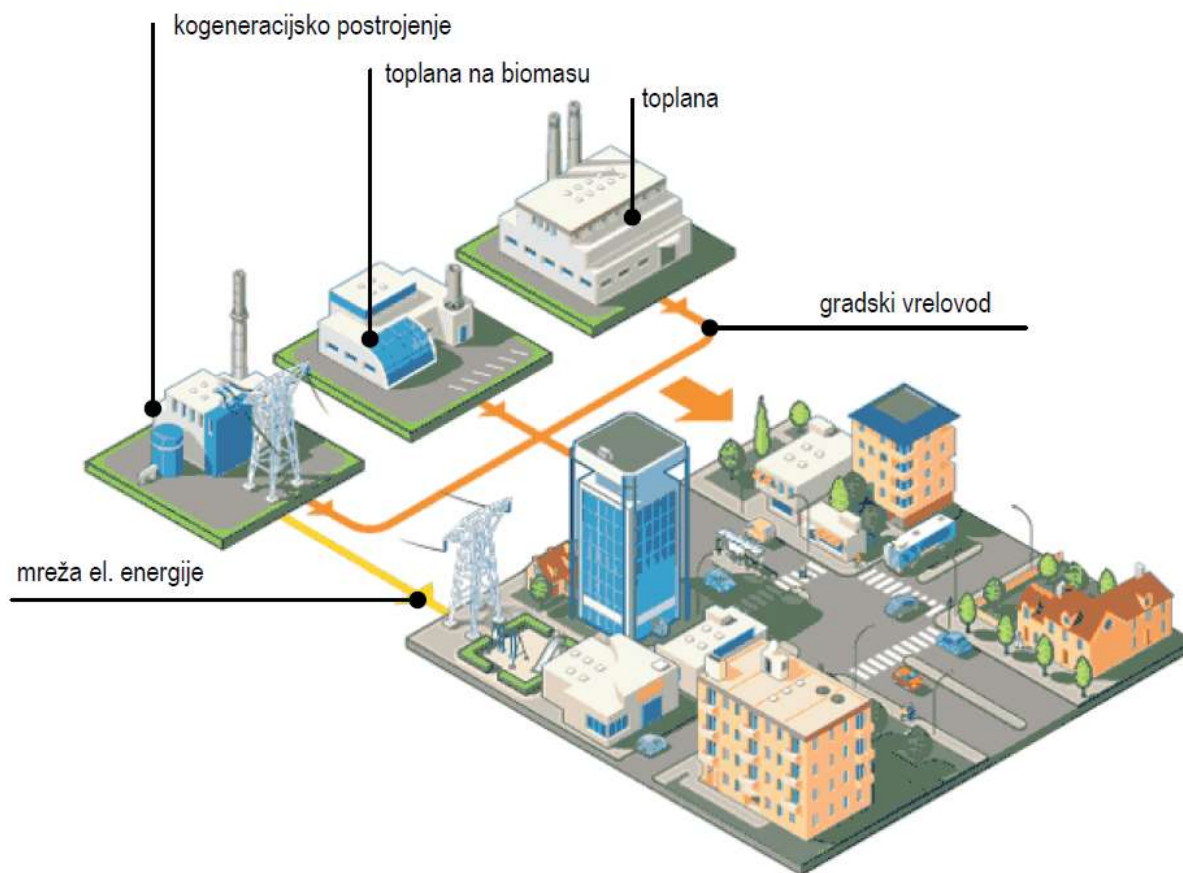 kogeneracijsko postrojenje
toplana na biomasu
toplana
gradski vrelovod
mreža el. energije